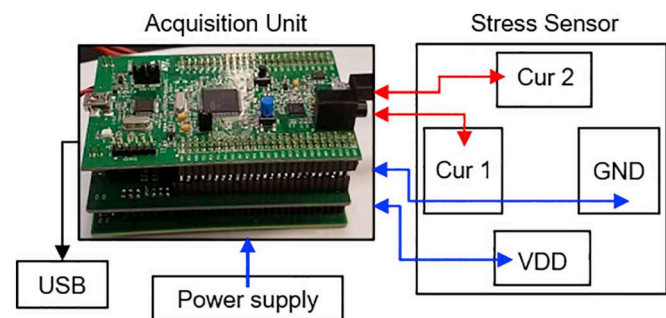 Acquisition Unit
Stress Sensor
Cur 2
Cur 1
GND
VDD
USB
Power supply